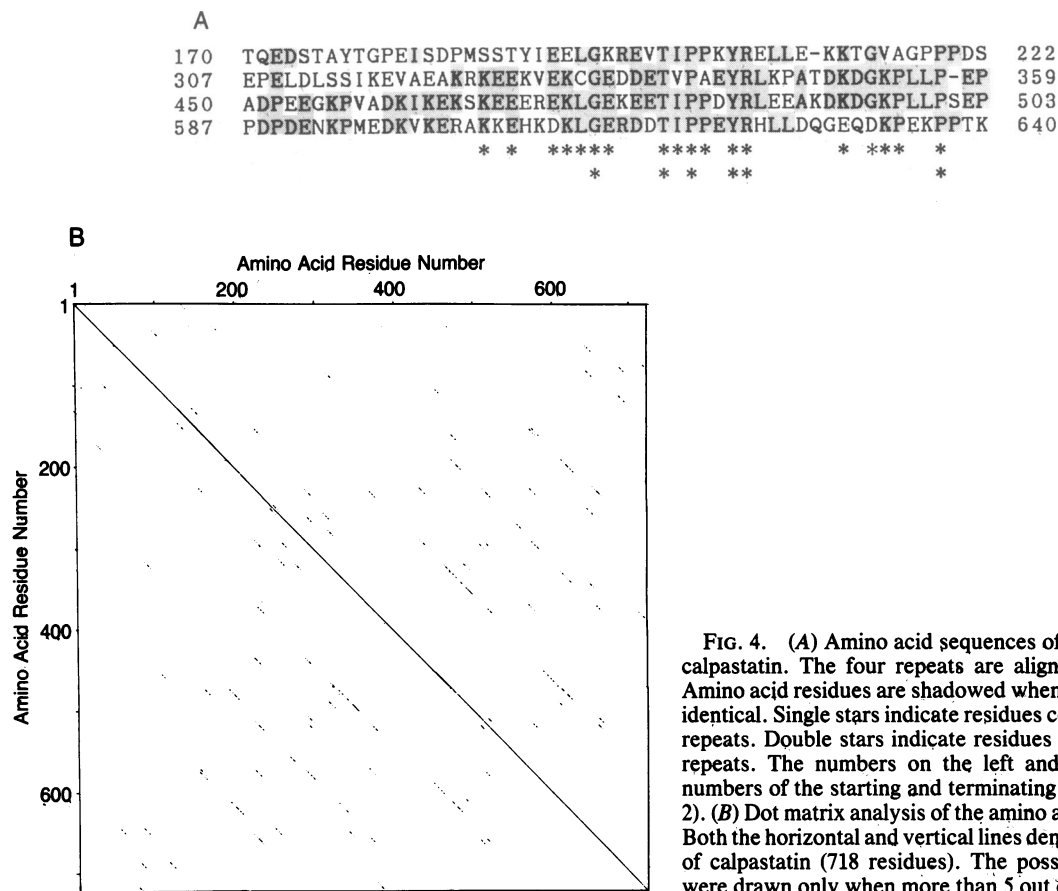 A
170 TQEDSTAYTGPEISDPMSSTYIEELGKREVTIPPKYRELLE-KKTGVAGPPPDS 222
307 EPELDLSSIKEVAEAKRKEEKVEKCGEDDETVPAEYRLKPATDKDGKPLLP-EP 359
450 ADPEEGKPVADKIKEKSKEEEREKLGEKEETIPPDYRLEEAKDKDGKPLLPSEP 503
587 PDPDENKPMEDKVKERAKKEHKDKLGERDDTIPPEYRHLLDQGEQDKPEKPPTK 640
* * ***** **** ** * *** *
* * * ** *
B
Amino Acid Residue Number
1 200 400 600
1
200
400
600
Amino Acid Residue Number
FIG. 4. (A) Amino acid sequences of
calpastatin. The four repeats are align
Amino acid residues are shadowed when
identical. Single stars indicate residues c
repeats. Double stars indicate residues
repeats. The numbers on the left and
numbers of the starting and terminating
2). (B) Dot matrix analysis of the amino a
Both the horizontal and vertical lines den
of calpastatin (718 residues). The poss
were drawn only when more than 5 out